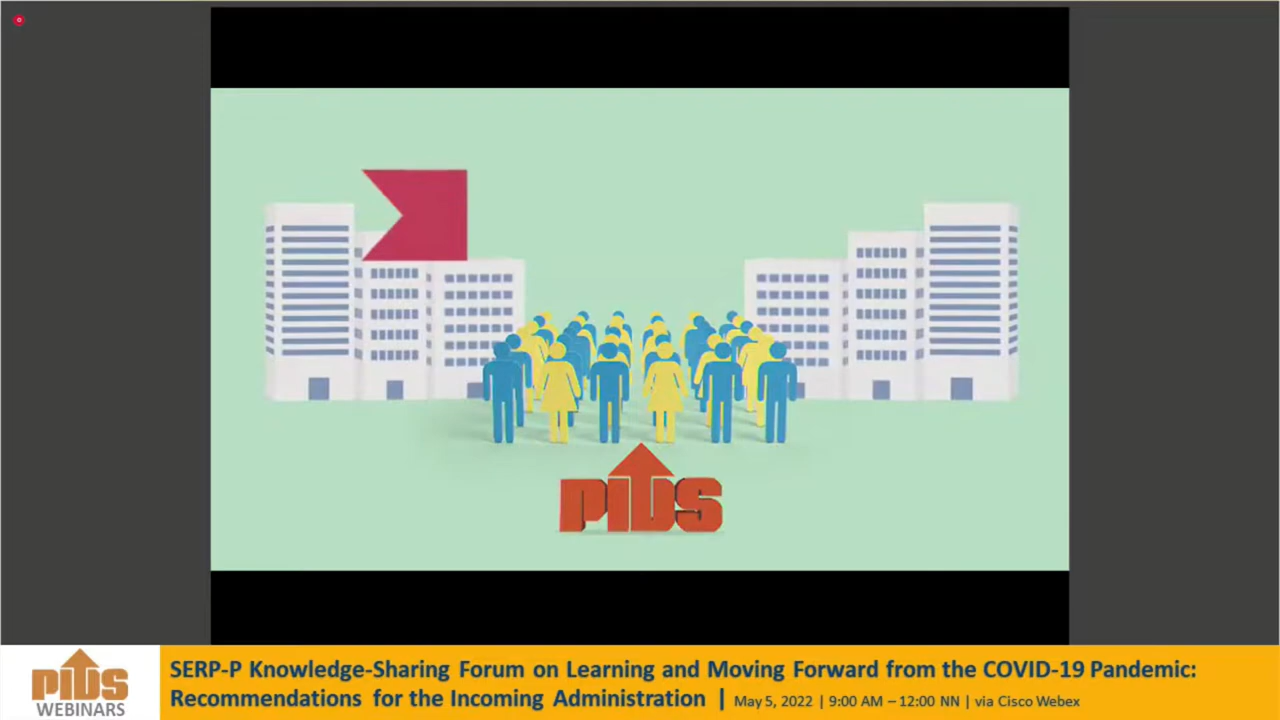 PIDS
PIDS
WEBINARS
SERP-P Knowledge-Sharing Forum on Learning and Moving Forward from the COVID-19 Pandemic:
Recommendations for the Incoming Administration | May 5, 2022 | 9:00 AM – 12:00 NN | via Cisco Webex